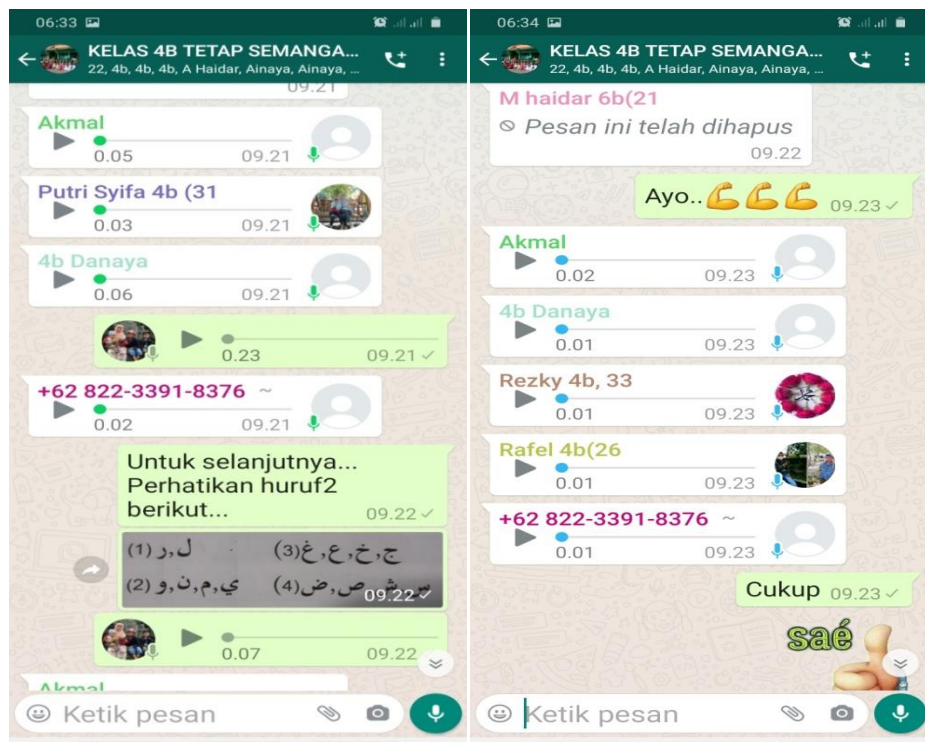 06:33
KELAS 4B TETAP SEMANGA...
22, 4b, 4b, 4b, A Haidar, Ainaya, Ainaya, ...
09.21
Akmal
0.05 09.21
Putri Syifa 4b (31
0.03 09.21
4b Danaya
0.06 09.21
0.23 09.21
+62 822-3391-8376 ~
0.02 09.21
Untuk selanjutnya...
Perhatikan huruf2
berikut... 09.22
(1) ل,ر (3) ج,خ,ع,غ
(2) ي,م,ن,و (4) س,ش,ص,ض
09.22
0.07 09.22
Akmal
Ketik pesan
06:34
KELAS 4B TETAP SEMANGA...
22, 4b, 4b, 4b, A Haidar, Ainaya, Ainaya, ...
M haidar 6b(21
Pesan ini telah dihapus
09.22
Ayo..💪💪💪 09.23
Akmal
0.02 09.23
4b Danaya
0.01 09.23
Rezky 4b, 33
0.01 09.23
Rafel 4b(26
0.01 09.23
+62 822-3391-8376 ~
0.01 09.23
Cukup 09.23
saé
Ketik pesan